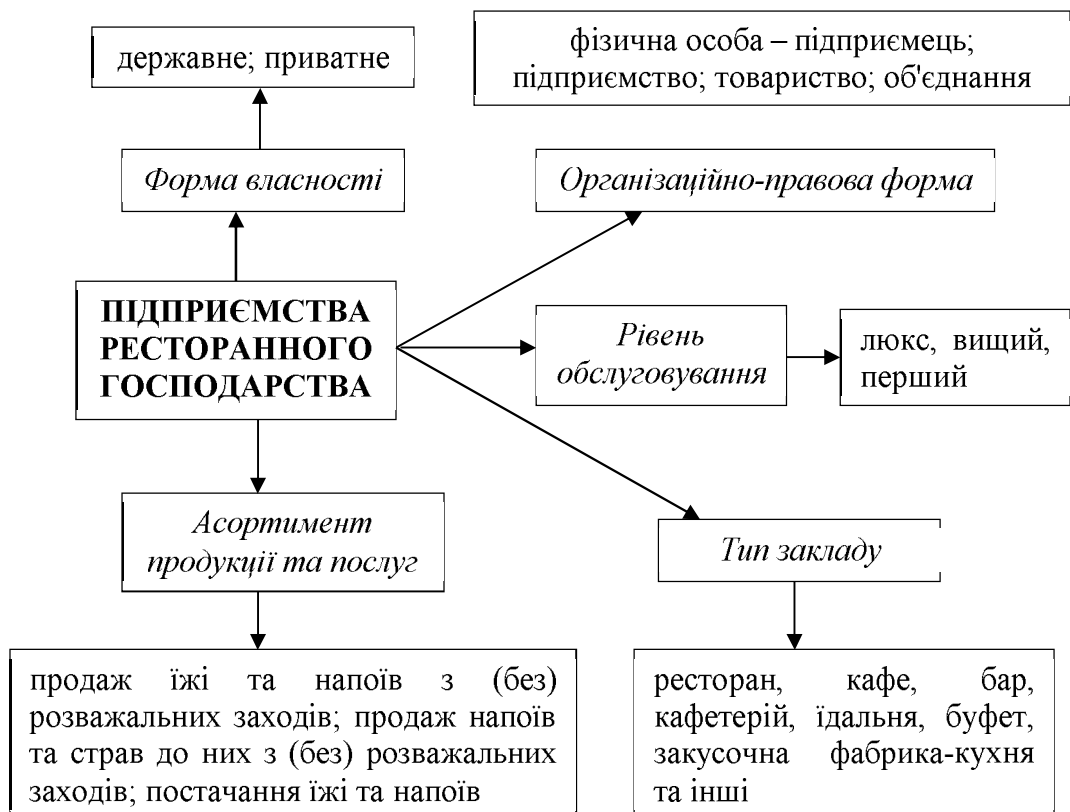 державне; приватне
фізична особа – підприємець;
підприємство; товариство; об'єднання
Форма власності
Організаційно-правова форма
ПІДПРИЄМСТВА
РЕСТОРАННОГО
ГОСПОДАРСТВА
Рівень
обслуговування
люкс, вищий,
перший
Асортимент
продукції та послуг
Тип закладу
продаж їжі та напоїв з (без)
розважальних заходів; продаж напоїв
та страв до них з (без) розважальних
заходів; постачання їжі та напоїв
ресторан, кафе, бар,
кафетерій, їдальня, буфет,
закусочна фабрика-кухня
та інші